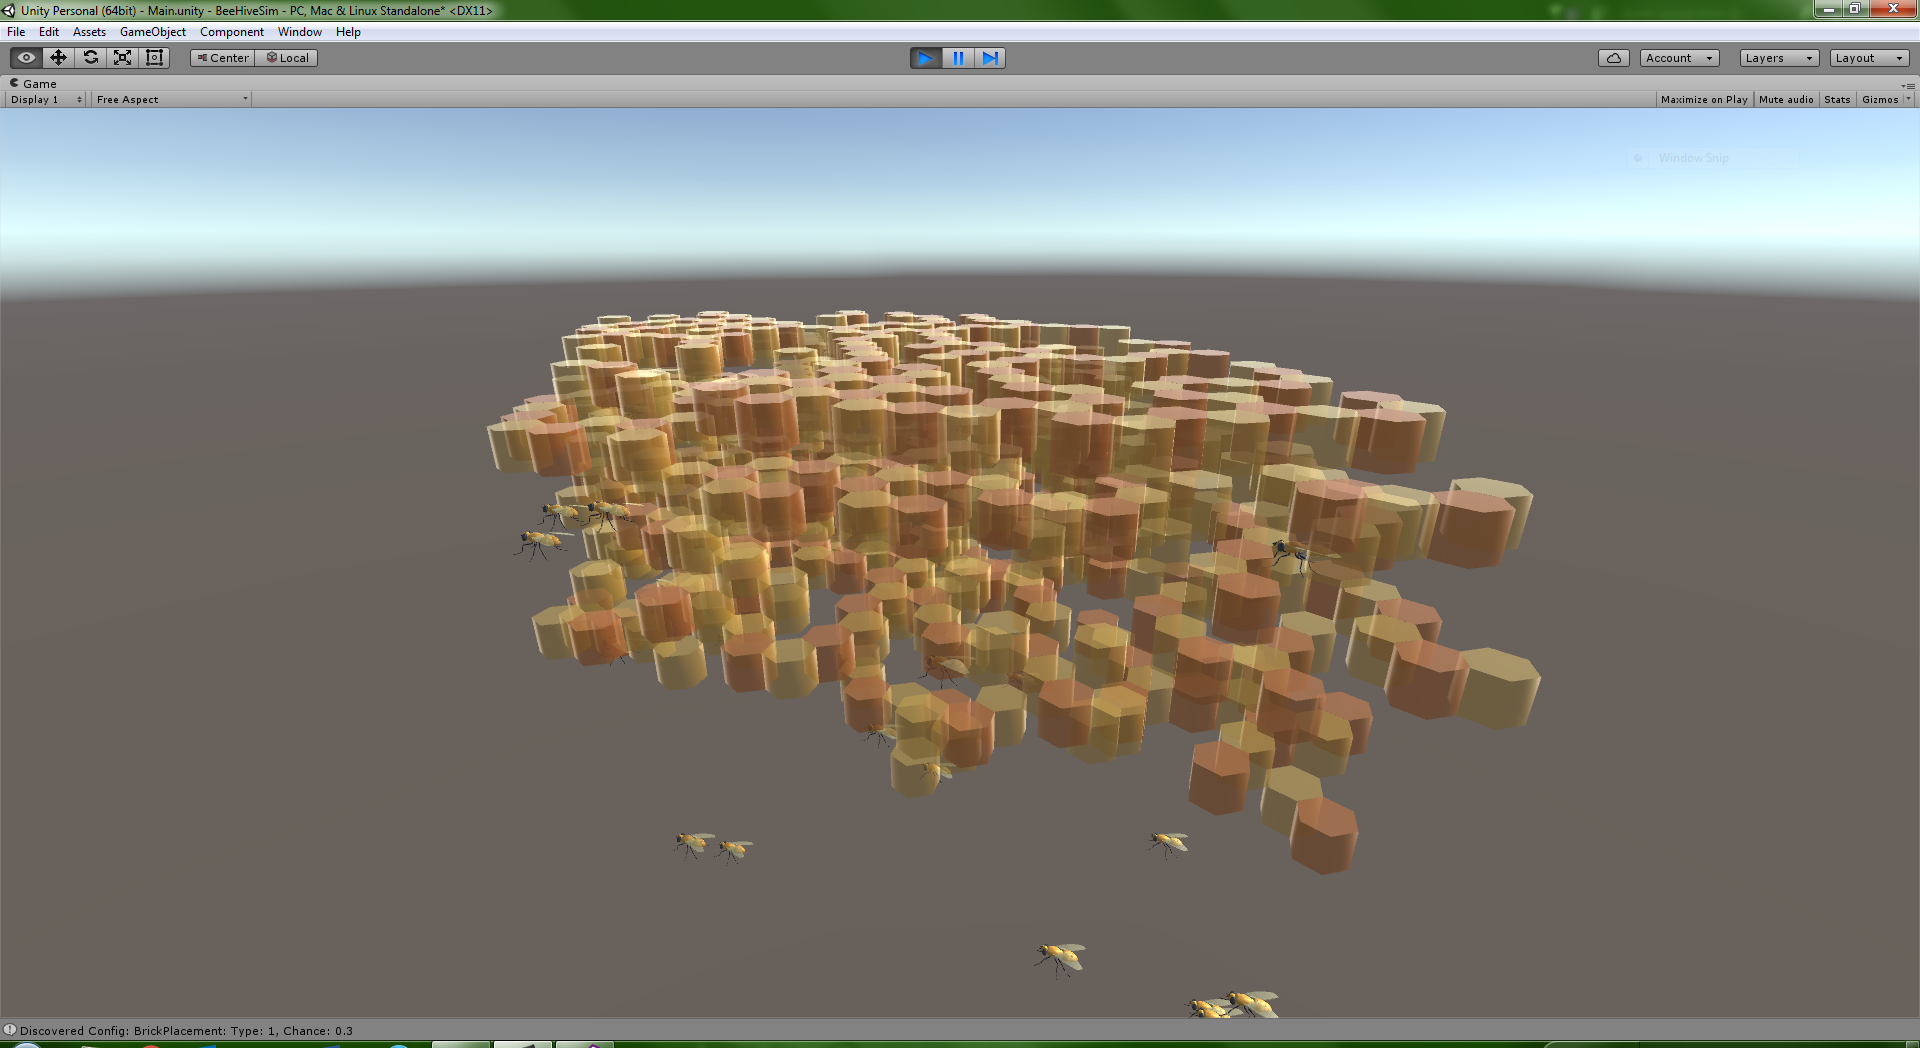 Unity Personal (64bit) - Main.unity - BeeHiveSim - PC, Mac & Linux Standalone* <DX11>
File Edit Assets GameObject Component Window Help
Center Local Account Layers Layout
Game
Display 1 Free Aspect Maximize on Play Mute audio Stats Gizmos
Window Snip
Discovered Config: BrickPlacement: Type: 1, Chance: 0.3